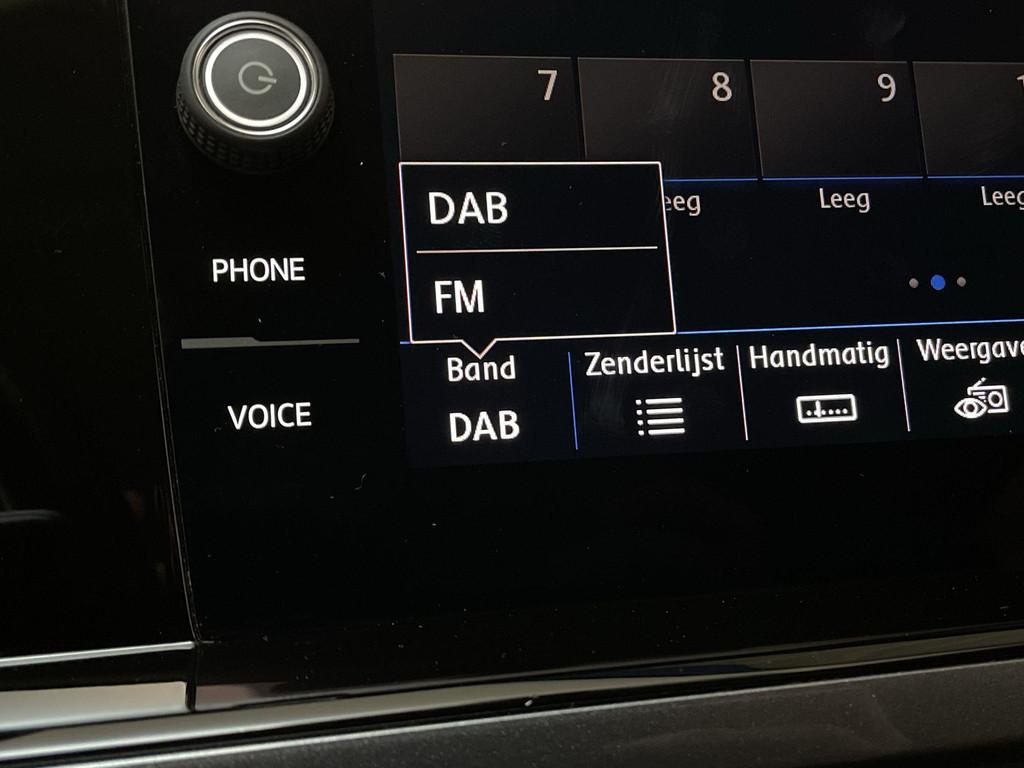 7 8 9
DAB
eeg Leeg Leeg
PHONE
FM
Band Zenderlijst Handmatig Weergave
VOICE
DAB